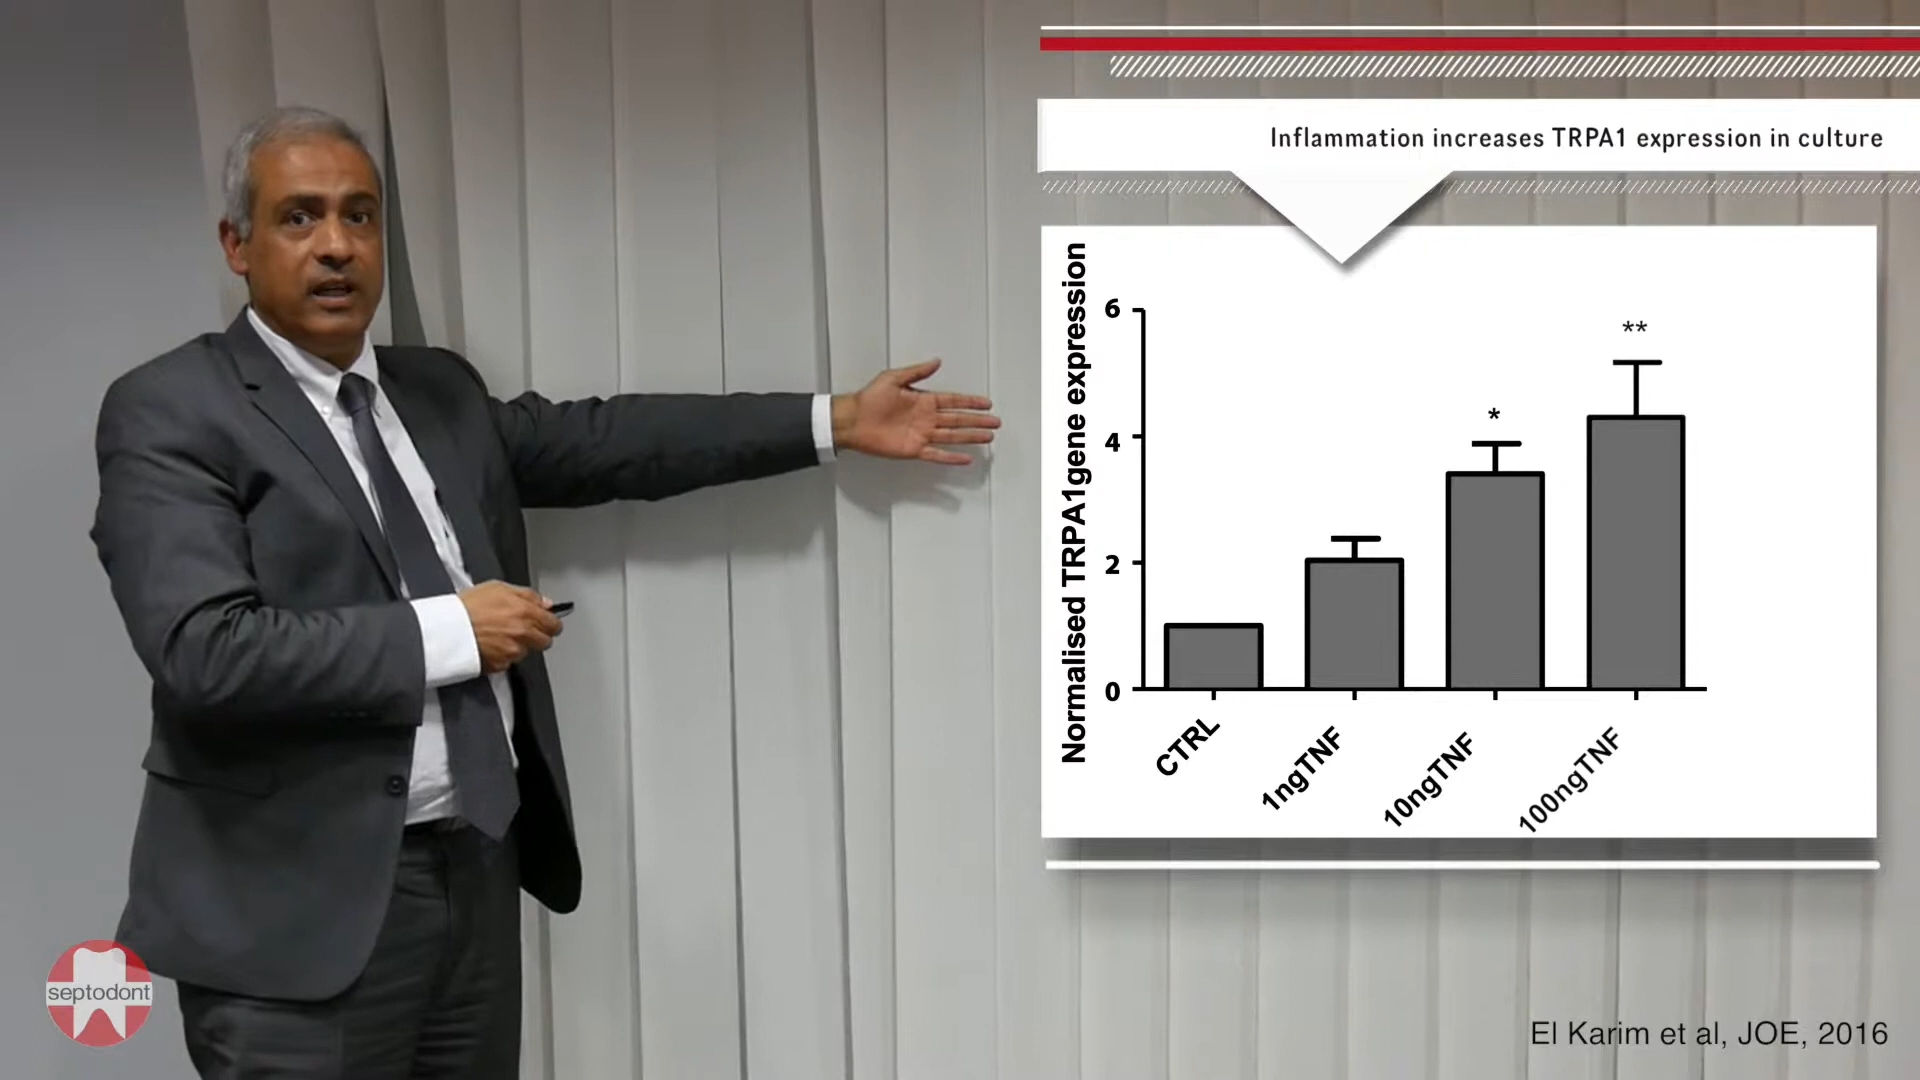 Inflammation increases TRPA1 expression in culture
Normalised TRPA1gene expression
6
4
2
0
*
**
CTRL
1ngTNF
10ngTNF
100ngTNF
septodont
El Karim et al, JOE, 2016